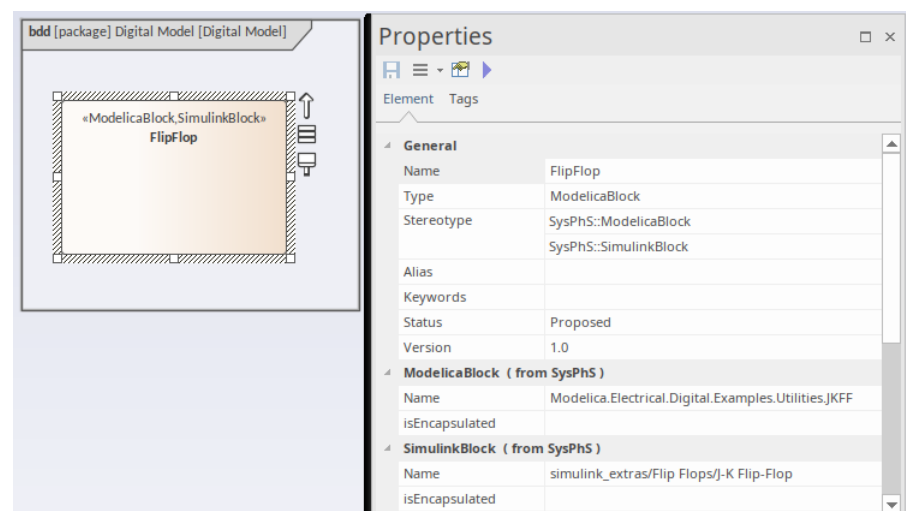 bdd [package] Digital Model [Digital Model]
«ModelicaBlock,SimulinkBlock»
FlipFlop
Properties
Element Tags
General
Name FlipFlop
Type ModelicaBlock
Stereotype SysPhS::ModelicaBlock
SysPhS::SimulinkBlock
Alias
Keywords
Status Proposed
Version 1.0
ModelicaBlock ( from SysPhS )
Name Modelica.Electrical.Digital.Examples.Utilities.JKFF
isEncapsulated
SimulinkBlock ( from SysPhS )
Name simulink_extras/Flip Flops/J-K Flip-Flop
isEncapsulated